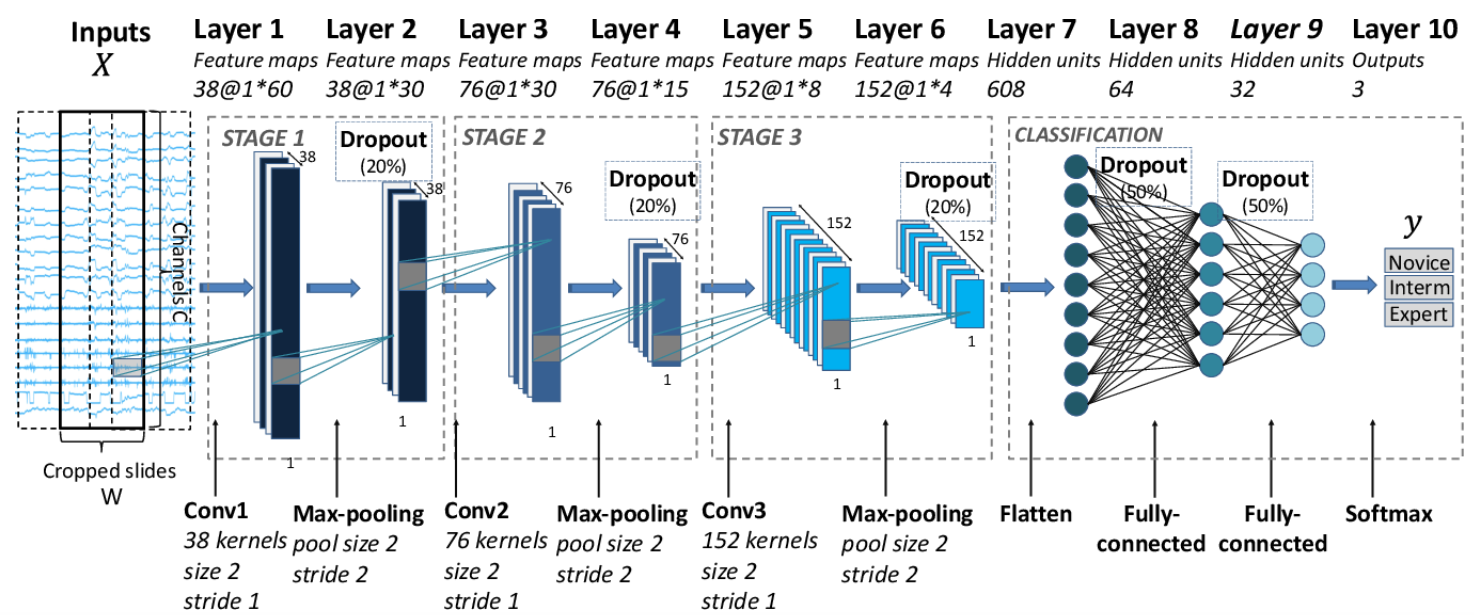 Inputs
X
Layer 1
Feature maps
38@1*60
Layer 2
Feature maps
38@1*30
Layer 3
Feature maps
76@1*30
Layer 4
Feature maps
76@1*15
Layer 5
Feature maps
152@1*8
Layer 6
Feature maps
152@1*4
Layer 7
Hidden units
608
Layer 8
Hidden units
64
Layer 9
Hidden units
32
Layer 10
Outputs
3
Channels C
Cropped slides
W
STAGE 1
38
1
Dropout
(20%)
38
1
STAGE 2
76
1
Dropout
(20%)
76
1
STAGE 3
152
1
Dropout
(20%)
152
1
CLASSIFICATION
Dropout
(50%)
Dropout
(50%)
y
Novice
Interm
Expert
Conv1
38 kernels
size 2
stride 1
Max-pooling
pool size 2
stride 2
Conv2
76 kernels
size 2
stride 1
Max-pooling
pool size 2
stride 2
Conv3
152 kernels
size 2
stride 1
Max-pooling
pool size 2
stride 2
Flatten
Fully-
connected
Fully-
connected
Softmax